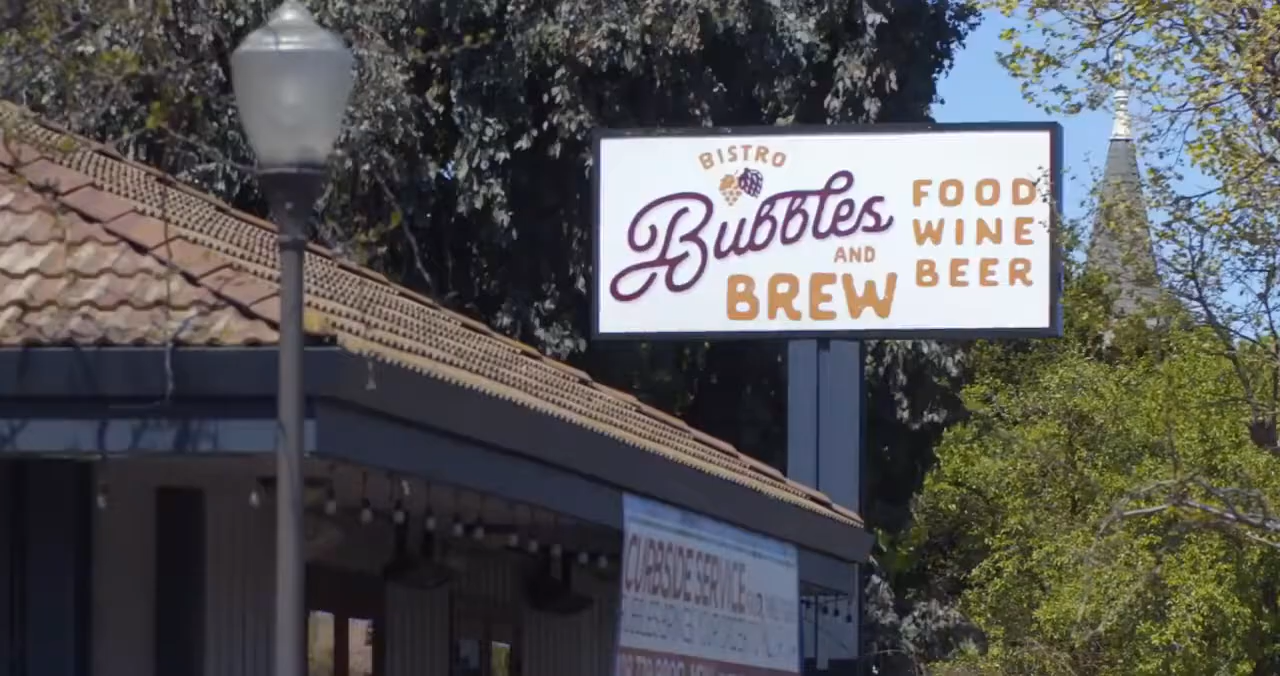 BISTRO
Bubbles
AND
BREW
FOOD
WINE
BEER
CURBSIDE SERVICE